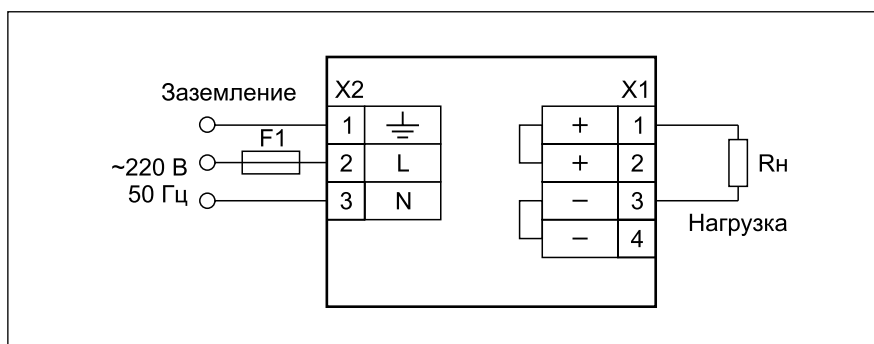 Заземление
~220 В
50 Гц
F1
X2
1
2 L
3 N
X1
+ 1
+ 2
− 3
− 4
Rн
Нагрузка